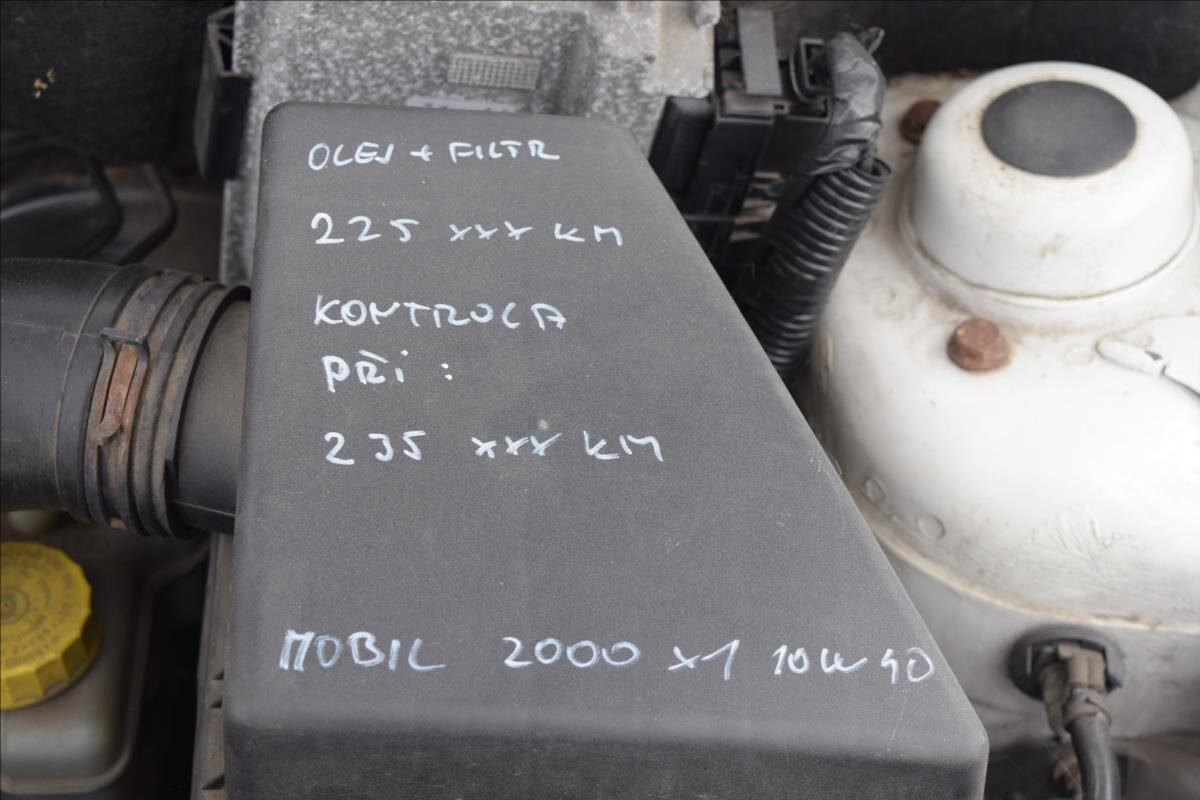 OLEJ + FILTR
225 xxx KM
KONTROLA
PŘi :
235 xxx KM
MOBIL 2000 x1 10W40